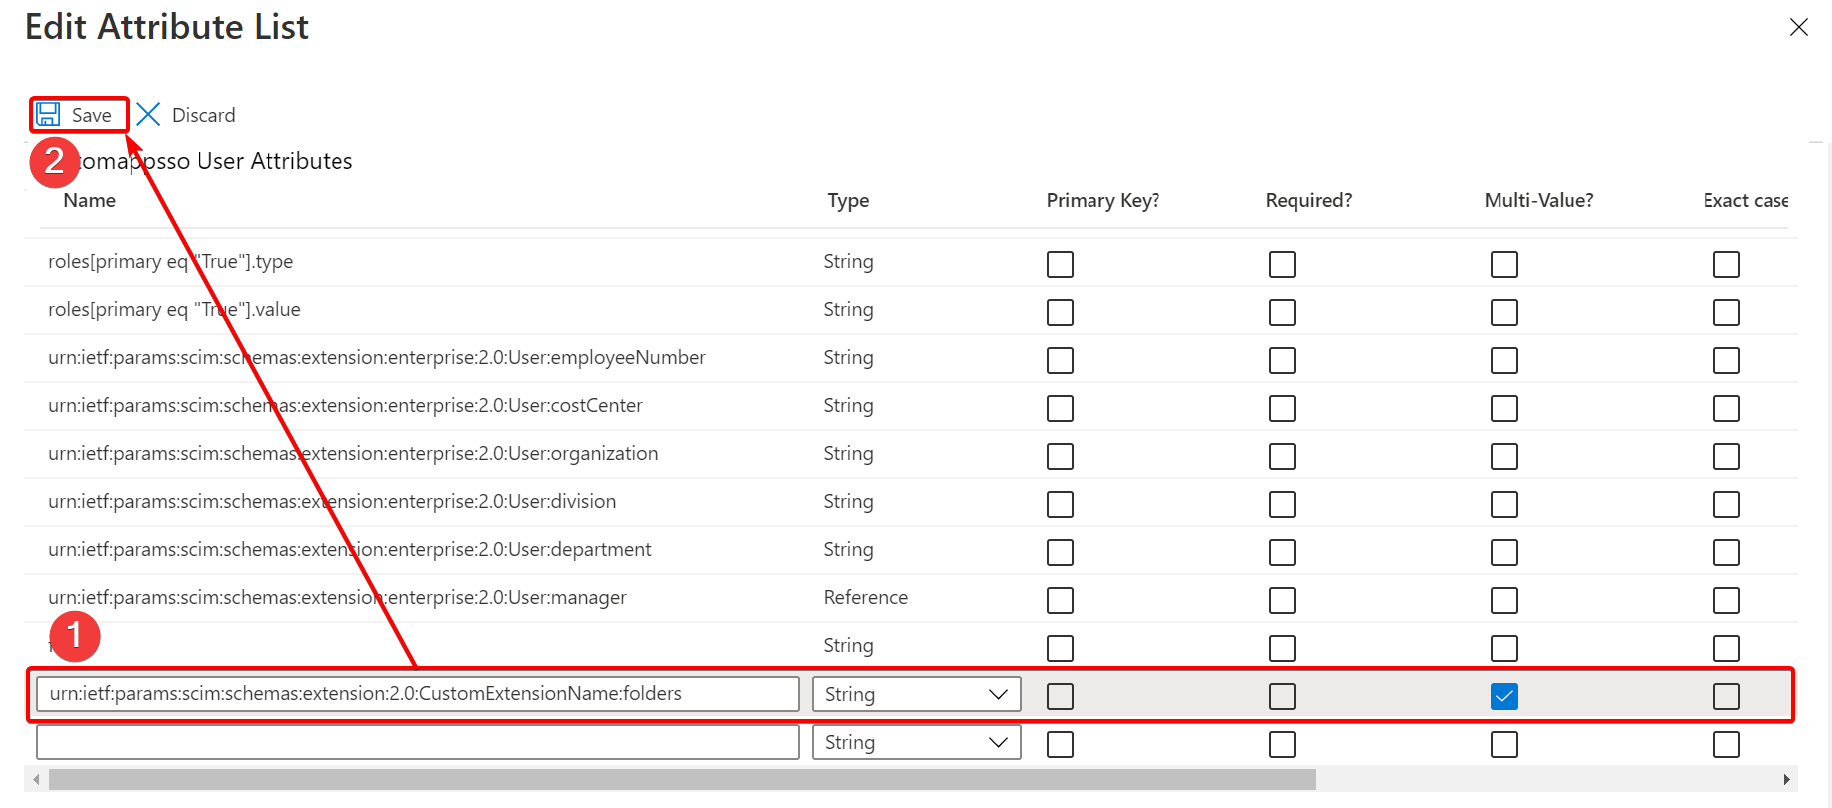 Edit Attribute List
Save Discard
2
comappsso User Attributes
Name Type Primary Key? Required? Multi-Value? Exact case
roles[primary eq "True"].type String
roles[primary eq "True"].value String
urn:ietf:params:scim:schemas:extension:enterprise:2.0:User:employeeNumber String
urn:ietf:params:scim:schemas:extension:enterprise:2.0:User:costCenter String
urn:ietf:params:scim:schemas:extension:enterprise:2.0:User:organization String
urn:ietf:params:scim:schemas:extension:enterprise:2.0:User:division String
urn:ietf:params:scim:schemas:extension:enterprise:2.0:User:department String
urn:ietf:params:scim:schemas:extension:enterprise:2.0:User:manager Reference
1 String
urn:ietf:params:scim:schemas:extension:2.0:CustomExtensionName:folders String
String